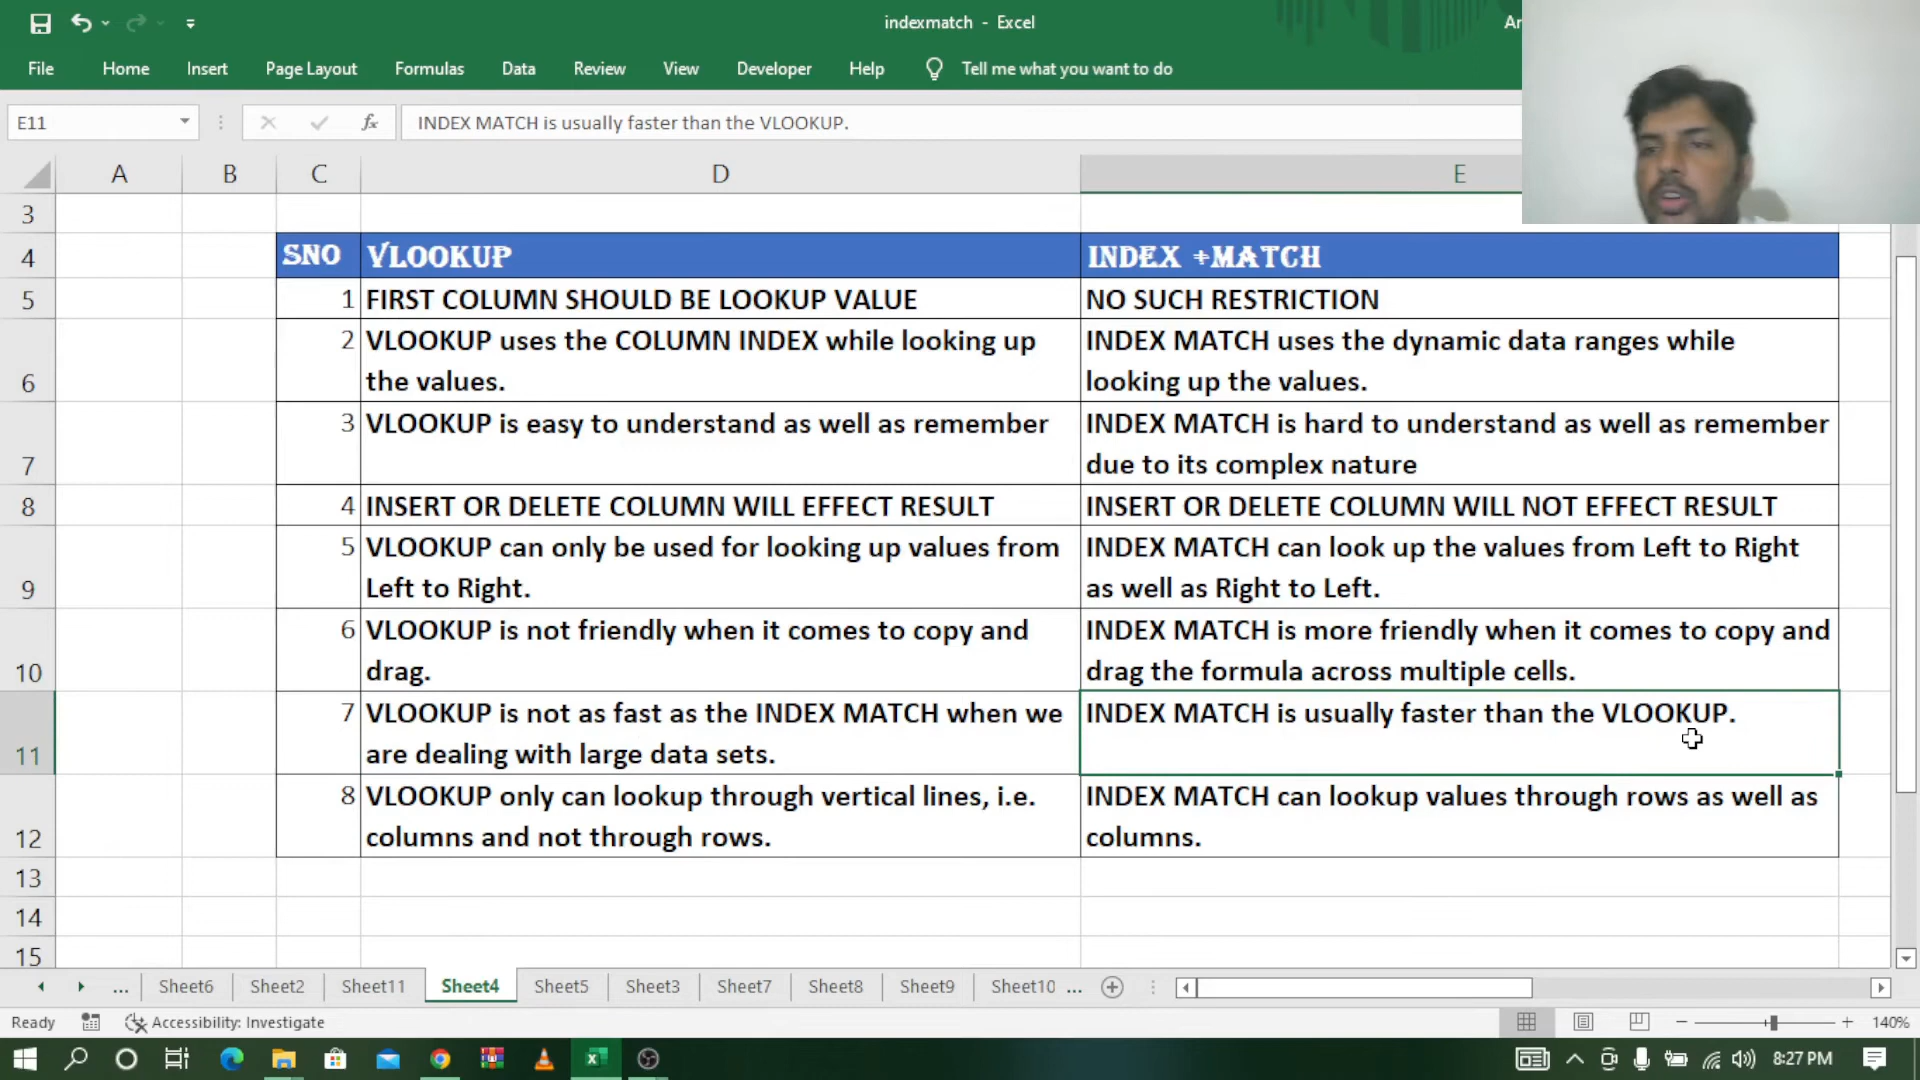 indexmatch - Excel
Ar
File Home Insert Page Layout Formulas Data Review View Developer Help Tell me what you want to do
E11 fx INDEX MATCH is usually faster than the VLOOKUP.
A B C D E
3
4 SNO VLOOKUP INDEX +MATCH
5 1 FIRST COLUMN SHOULD BE LOOKUP VALUE NO SUCH RESTRICTION
2 VLOOKUP uses the COLUMN INDEX while looking up INDEX MATCH uses the dynamic data ranges while
6 the values. looking up the values.
3 VLOOKUP is easy to understand as well as remember INDEX MATCH is hard to understand as well as remember
7 due to its complex nature
8 4 INSERT OR DELETE COLUMN WILL EFFECT RESULT INSERT OR DELETE COLUMN WILL NOT EFFECT RESULT
5 VLOOKUP can only be used for looking up values from INDEX MATCH can look up the values from Left to Right
9 Left to Right. as well as Right to Left.
6 VLOOKUP is not friendly when it comes to copy and INDEX MATCH is more friendly when it comes to copy and
10 drag. drag the formula across multiple cells.
7 VLOOKUP is not as fast as the INDEX MATCH when we INDEX MATCH is usually faster than the VLOOKUP.
11 are dealing with large data sets.
8 VLOOKUP only can lookup through vertical lines, i.e. INDEX MATCH can lookup values through rows as well as
12 columns and not through rows. columns.
13
14
15
... Sheet6 Sheet2 Sheet11 Sheet4 Sheet5 Sheet3 Sheet7 Sheet8 Sheet9 Sheet10 ...
Ready Accessibility: Investigate 140%
8:27 PM